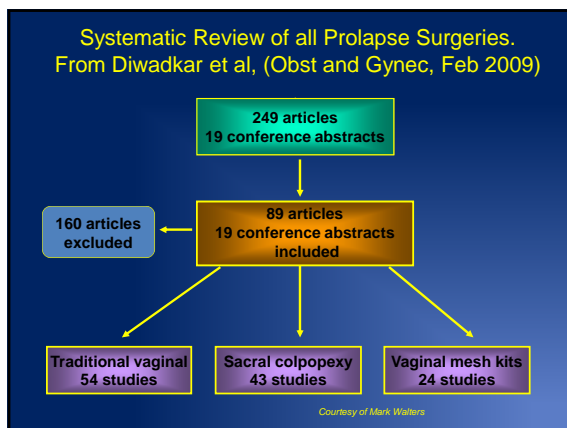 Systematic Review of all Prolapse Surgeries.
From Diwadkar et al, (Obst and Gynec, Feb 2009)
249 articles
19 conference abstracts
160 articles
excluded
89 articles
19 conference abstracts
included
Traditional vaginal
54 studies
Sacral colpopexy
43 studies
Vaginal mesh kits
24 studies
Courtesy of Mark Walters